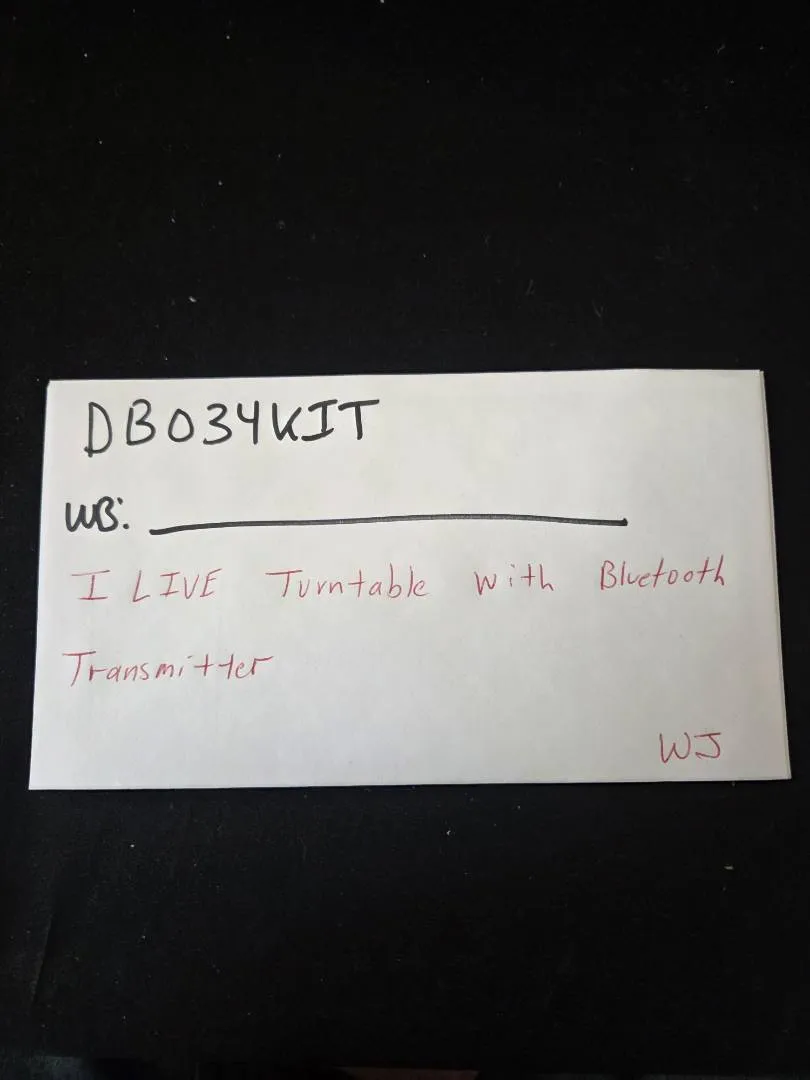 DB034KIT
WB:
I LIVE Turntable with Bluetooth
Transmitter
WJ